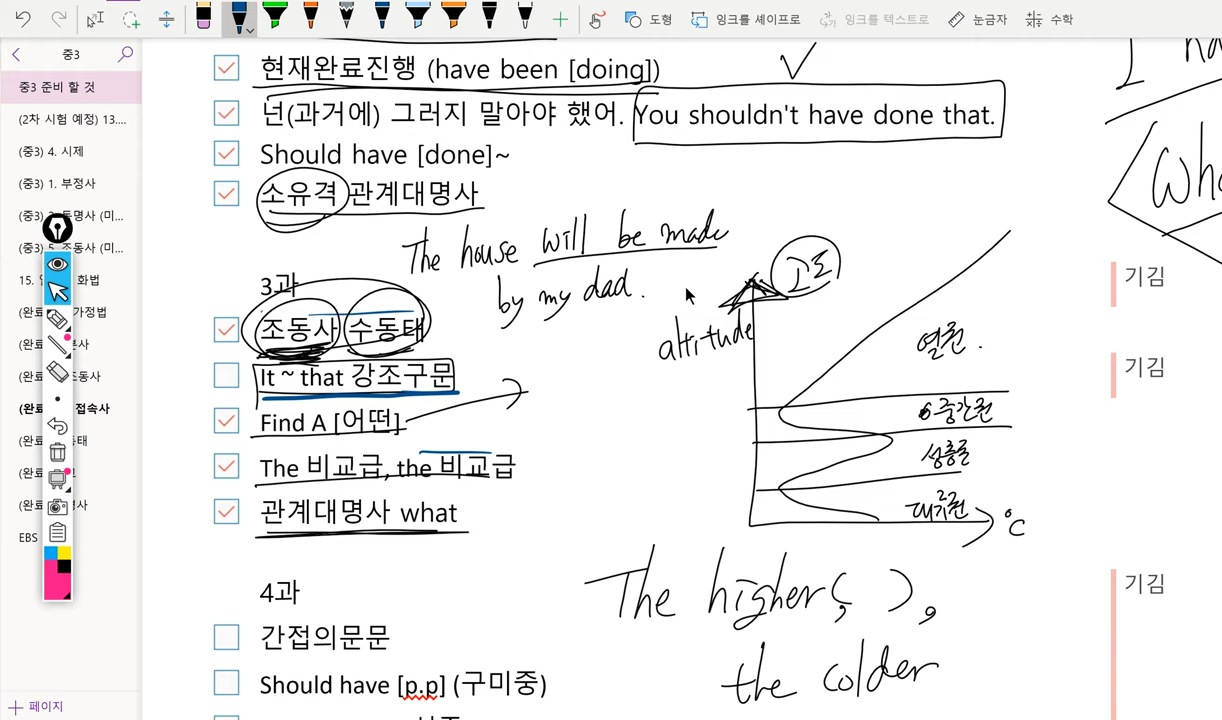 도형
잉크를 셰이프로
잉크를 텍스트로
눈금자
수학
중3
중3 준비 할 것
(2차 시험 예정) 13....
(중3) 4. 시제
(중3) 1. 부정사
EBS
페이지
현재완료진행 (have been [doing])
넌(과거에) 그러지 말아야 했어. You shouldn't have done that.
Should have [done]~
소유격 관계대명사
The house will be made
by my dad.
3과
조동사 수동태
It ~ that 강조구문
Find A [어떤]
The 비교급, the 비교급
관계대명사 what
4과
간접의문문
Should have [p.p] (구미중)
고도
altitude
열권.
중간권
성층권
대류권
°C
The higher ( ),
the colder
기김
기김
기김